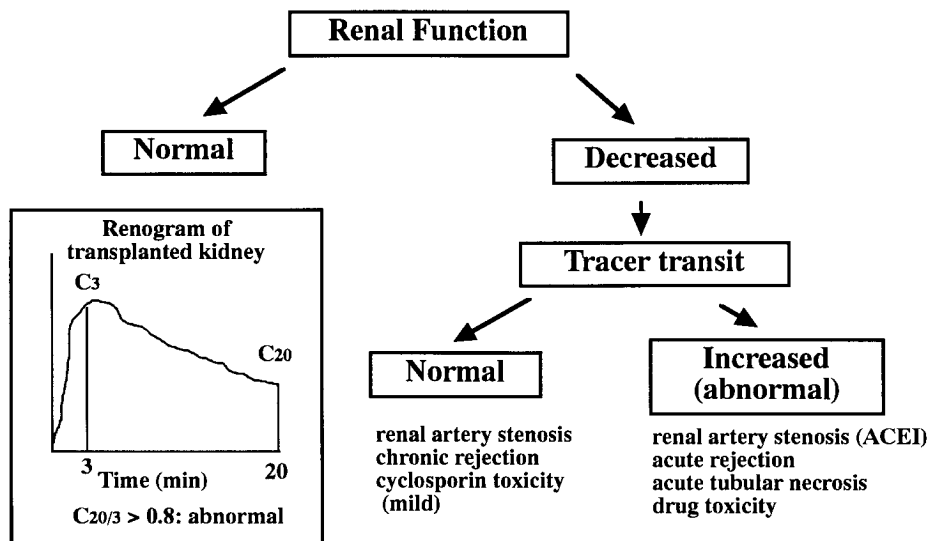 Renal Function
Normal
Decreased
Renogram of
transplanted kidney
C3
C20
3
20
Time (min)
C20/3 > 0.8: abnormal
Tracer transit
Normal
renal artery stenosis
chronic rejection
cyclosporin toxicity
(mild)
Increased
(abnormal)
renal artery stenosis (ACEI)
acute rejection
acute tubular necrosis
drug toxicity